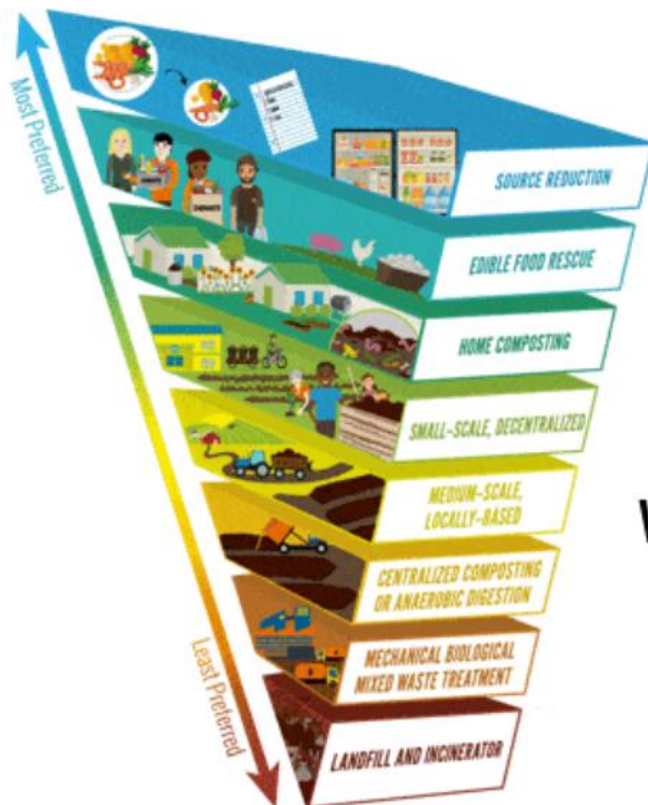 Most Preferred
SOURCE REDUCTION
EDIBLE FOOD RESCUE
HOME COMPOSTING
SMALL-SCALE, DECENTRALIZED
MEDIUM-SCALE,
LOCALLY-BASED
CENTRALIZED COMPOSTING
OR ANAEROBIC DIGESTION
MECHANICAL BIOLOGICAL
MIXED WASTE TREATMENT
LANDFILL AND INCINERATOR
Least Preferred